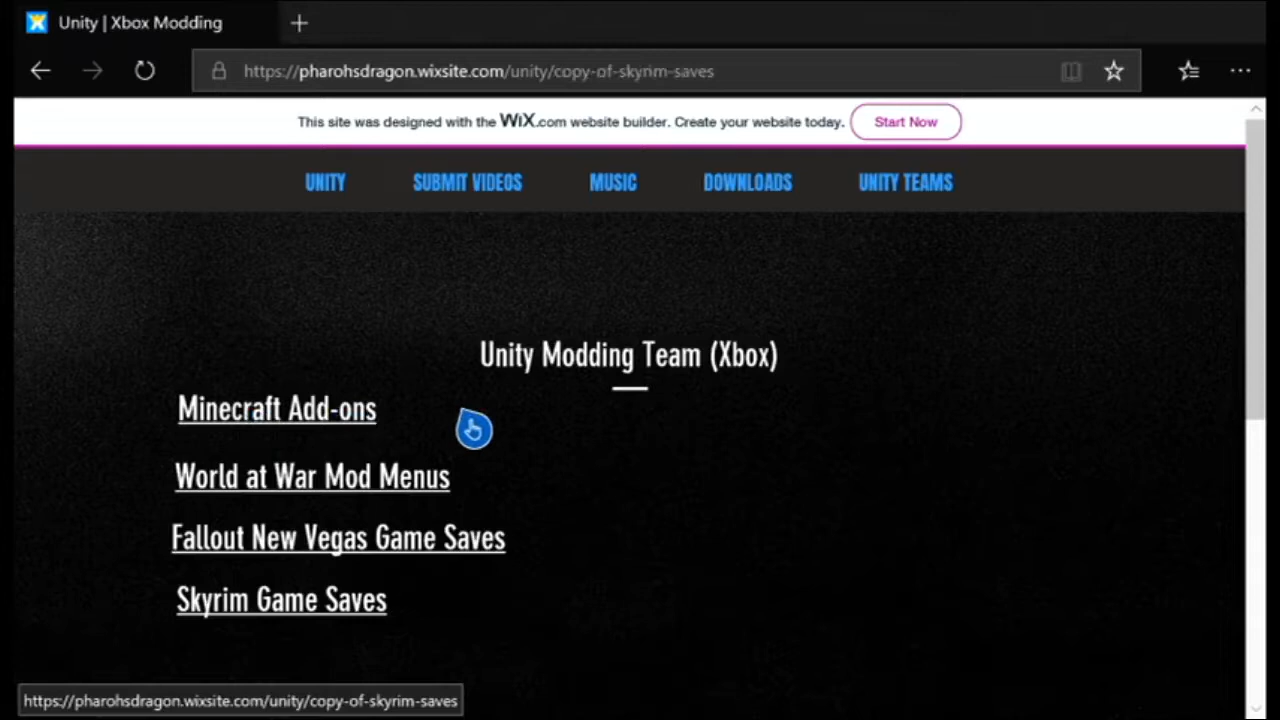 Unity | Xbox Modding
https://pharohsdragon.wixsite.com/unity/copy-of-skyrim-saves
This site was designed with the WiX.com website builder. Create your website today. Start Now
UNITY SUBMIT VIDEOS MUSIC DOWNLOADS UNITY TEAMS
Unity Modding Team (Xbox)
Minecraft Add-ons
World at War Mod Menus
Fallout New Vegas Game Saves
Skyrim Game Saves
https://pharohsdragon.wixsite.com/unity/copy-of-skyrim-saves